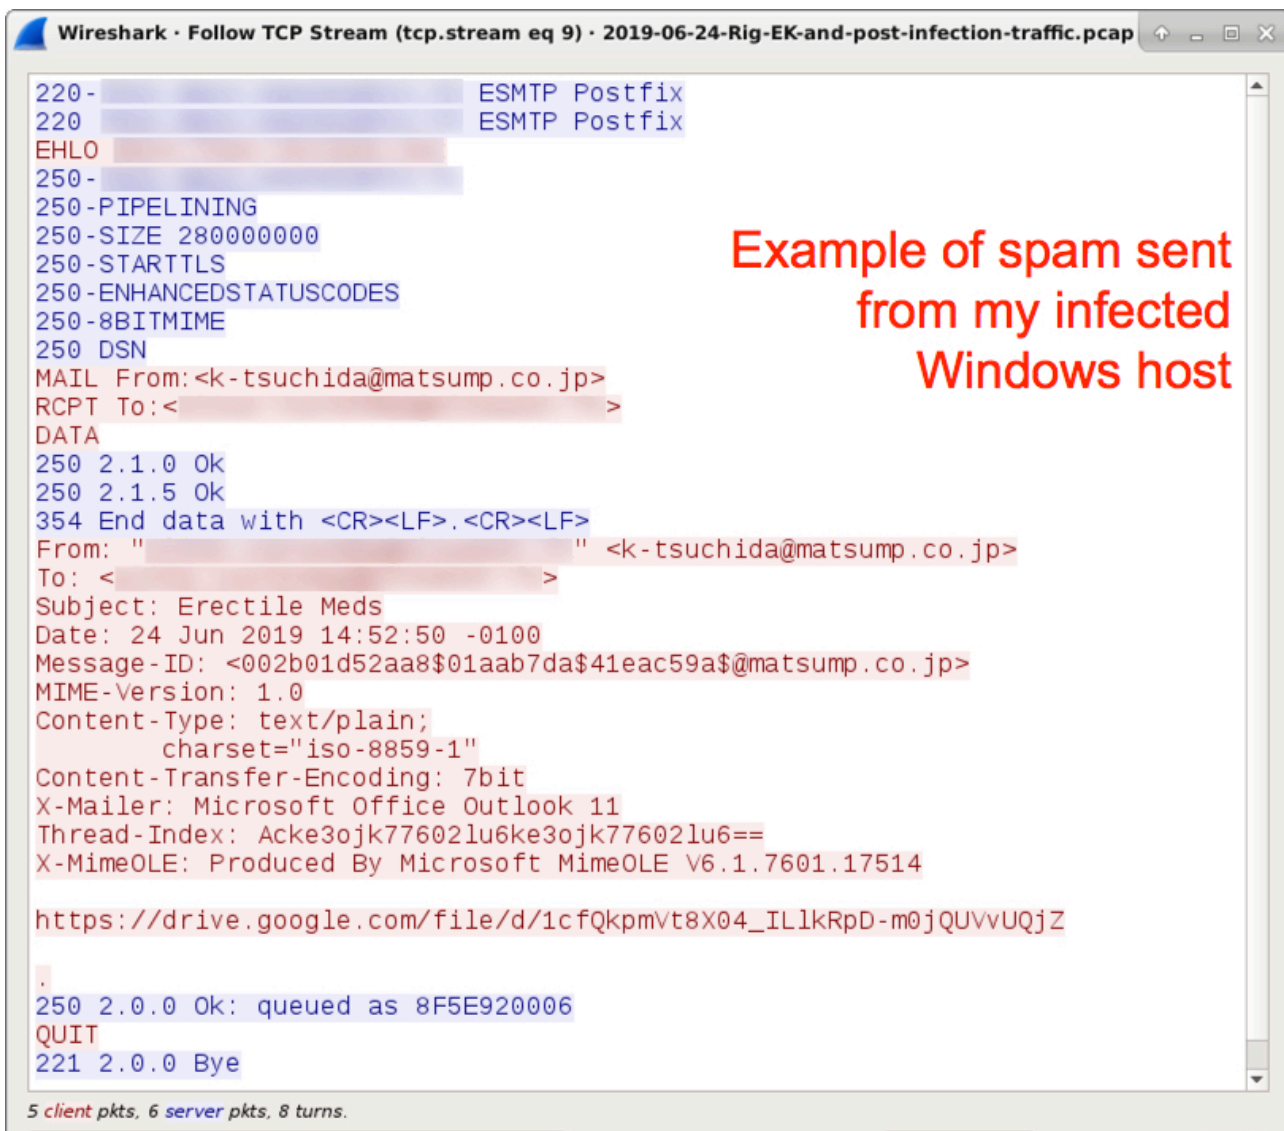 Wireshark · Follow TCP Stream (tcp.stream eq 9) · 2019-06-24-Rig-EK-and-post-infection-traffic.pcap
220- ESMTP Postfix
220 ESMTP Postfix
EHLO
250-
250-PIPELINING
250-SIZE 280000000
250-STARTTLS
250-ENHANCEDSTATUSCODES
250-8BITMIME
250 DSN
Example of spam sent
from my infected
Windows host
MAIL From:<k-tsuchida@matsump.co.jp>
RCPT To:< >
DATA
250 2.1.0 Ok
250 2.1.5 Ok
354 End data with <CR><LF>.<CR><LF>
From: " " <k-tsuchida@matsump.co.jp>
To: < >
Subject: Erectile Meds
Date: 24 Jun 2019 14:52:50 -0100
Message-ID: <002b01d52aa8$01aab7da$41eac59a$@matsump.co.jp>
MIME-Version: 1.0
Content-Type: text/plain;
charset="iso-8859-1"
Content-Transfer-Encoding: 7bit
X-Mailer: Microsoft Office Outlook 11
Thread-Index: Acke3ojk77602lu6ke3ojk77602lu6==
X-MimeOLE: Produced By Microsoft MimeOLE V6.1.7601.17514
https://drive.google.com/file/d/1cfQkpmVt8X04_ILlkRpD-m0jQUVvUQjZ
.
250 2.0.0 Ok: queued as 8F5E920006
QUIT
221 2.0.0 Bye
5 client pkts, 6 server pkts, 8 turns.